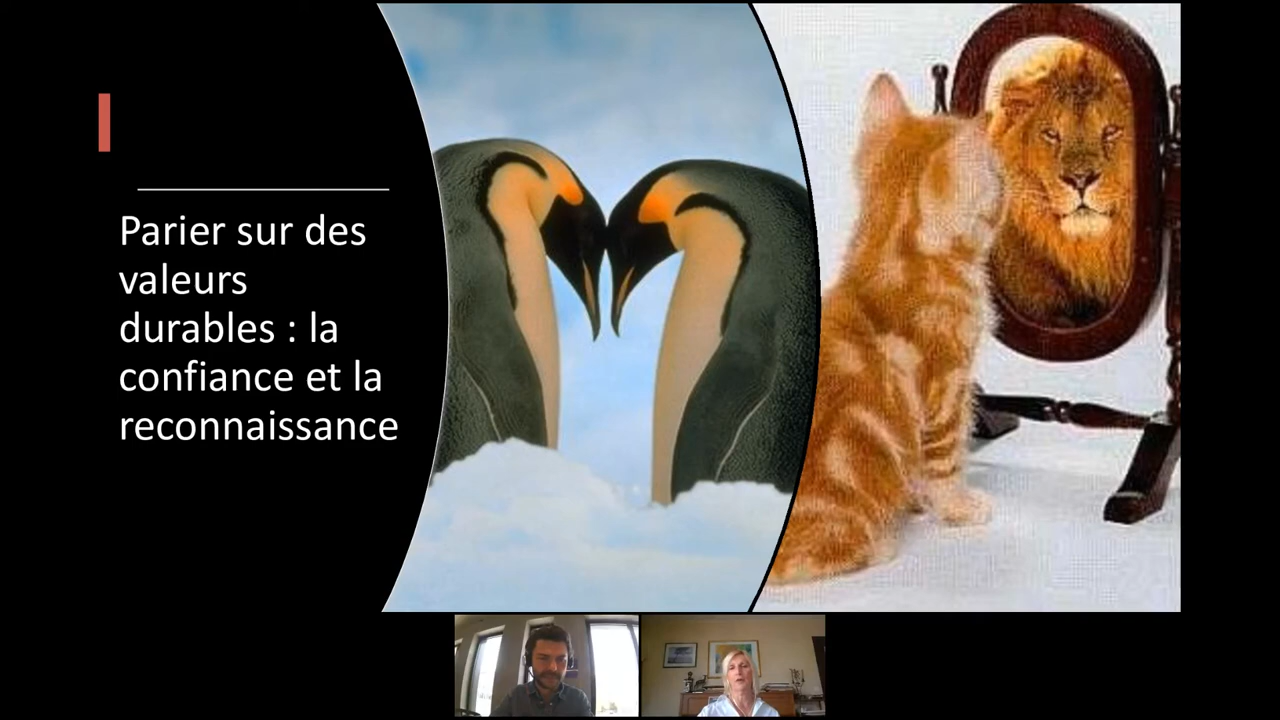 Parier sur des
valeurs
durables : la
confiance et la
reconnaissance